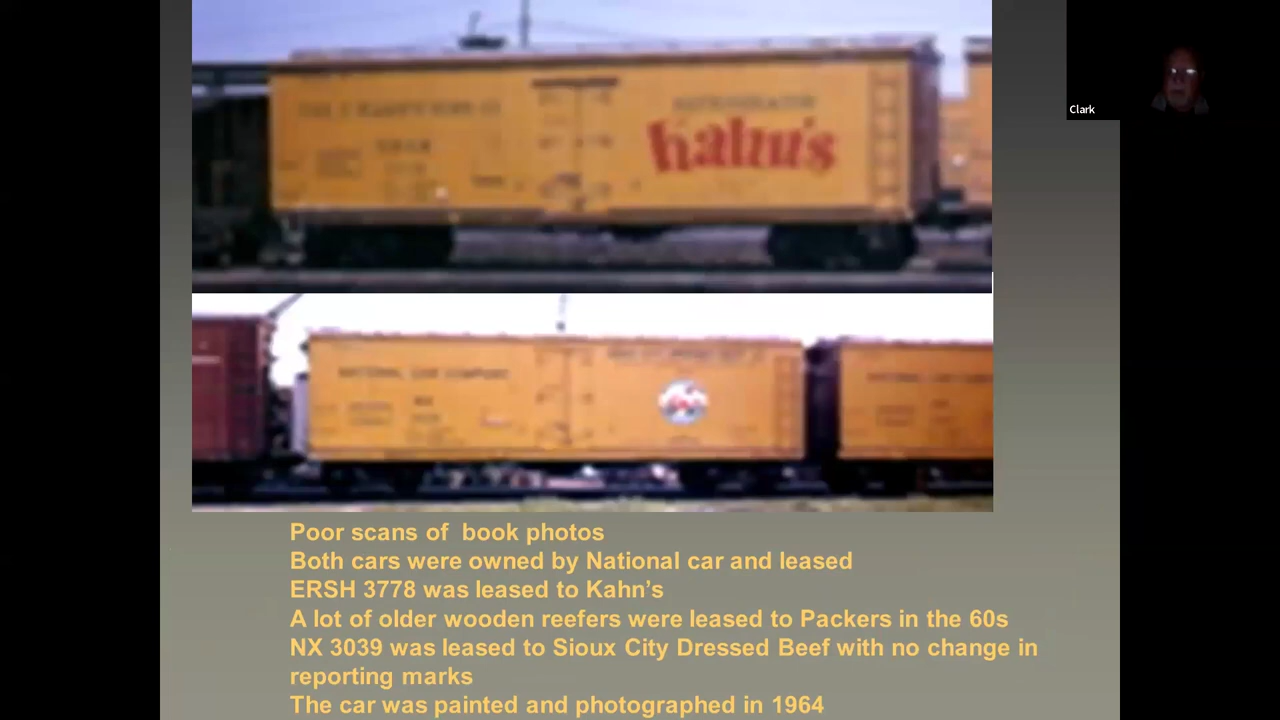 REFRIGERATOR
Kahn's
NATIONAL CAR COMPANY
Clark
Poor scans of book photos
Both cars were owned by National car and leased
ERSH 3778 was leased to Kahn’s
A lot of older wooden reefers were leased to Packers in the 60s
NX 3039 was leased to Sioux City Dressed Beef with no change in
reporting marks
The car was painted and photographed in 1964